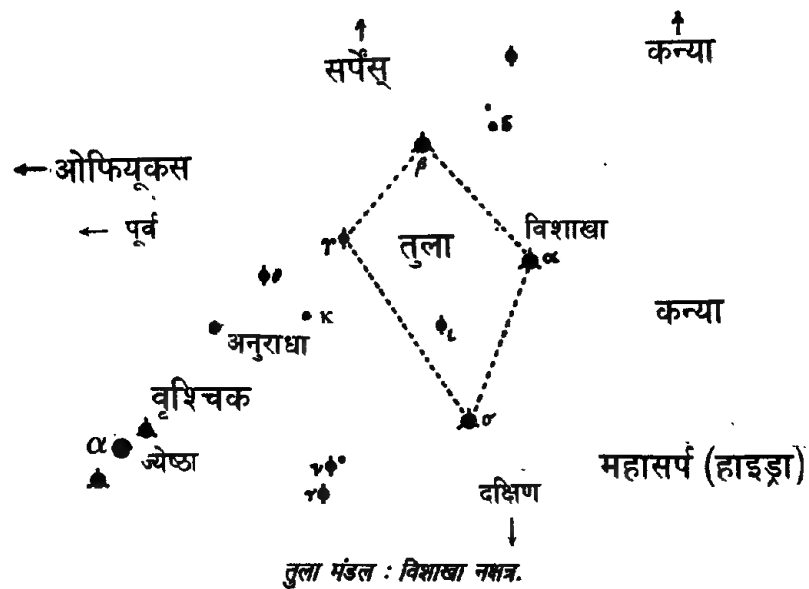 सर्पेंस्
कन्या
δ
β
ओफियूकस
पूर्व
γ
तुला
विशाखा
α
θ
κ
ι
कन्या
अनुराधा
वृश्चिक
σ
α
ज्येष्ठा
υ
τ
दक्षिण
महासर्प (हाइड्रा)
तुला मंडल : विशाखा नक्षत्र.